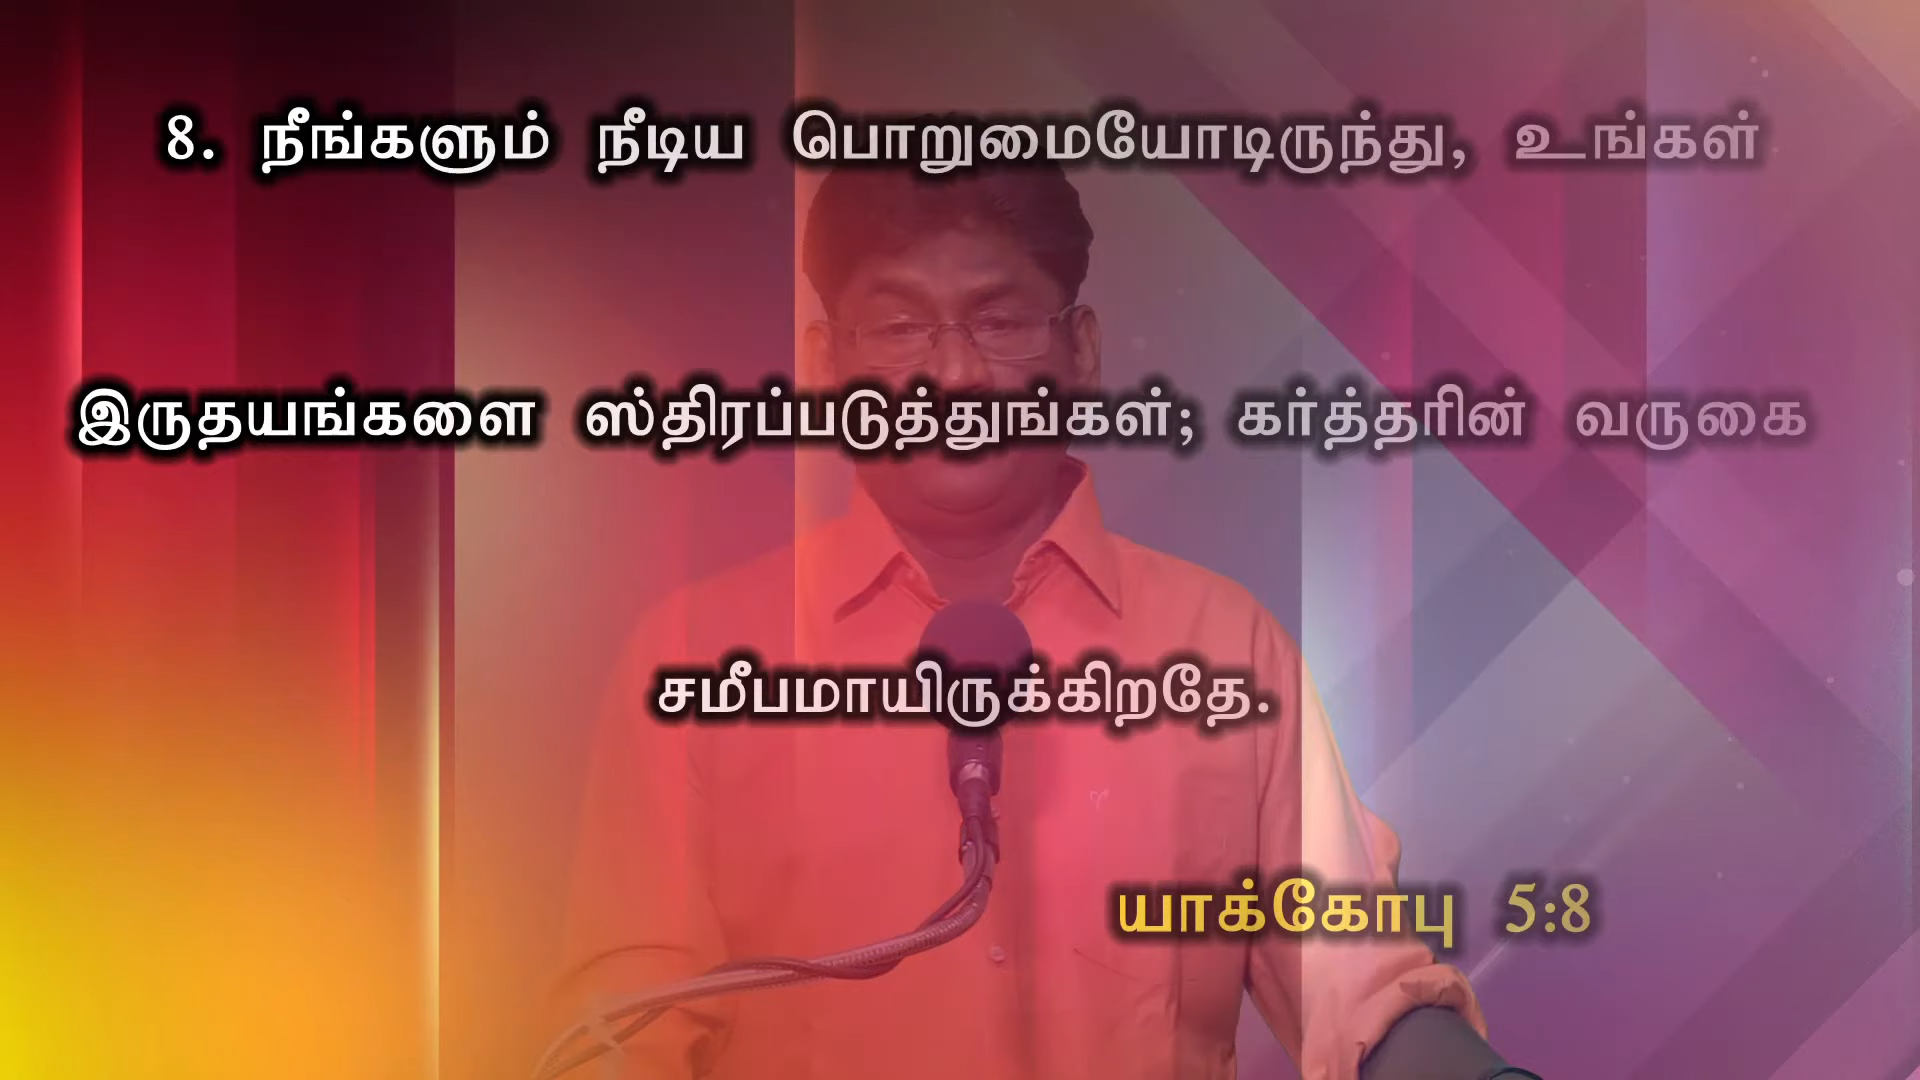 8. நீங்களும் நீடிய பொறுமையோடிருந்து, உங்கள்
இருதயங்களை ஸ்திரப்படுத்துங்கள்; கர்த்தரின் வருகை
சமீபமாயிருக்கிறதே.
யாக்கோபு 5:8